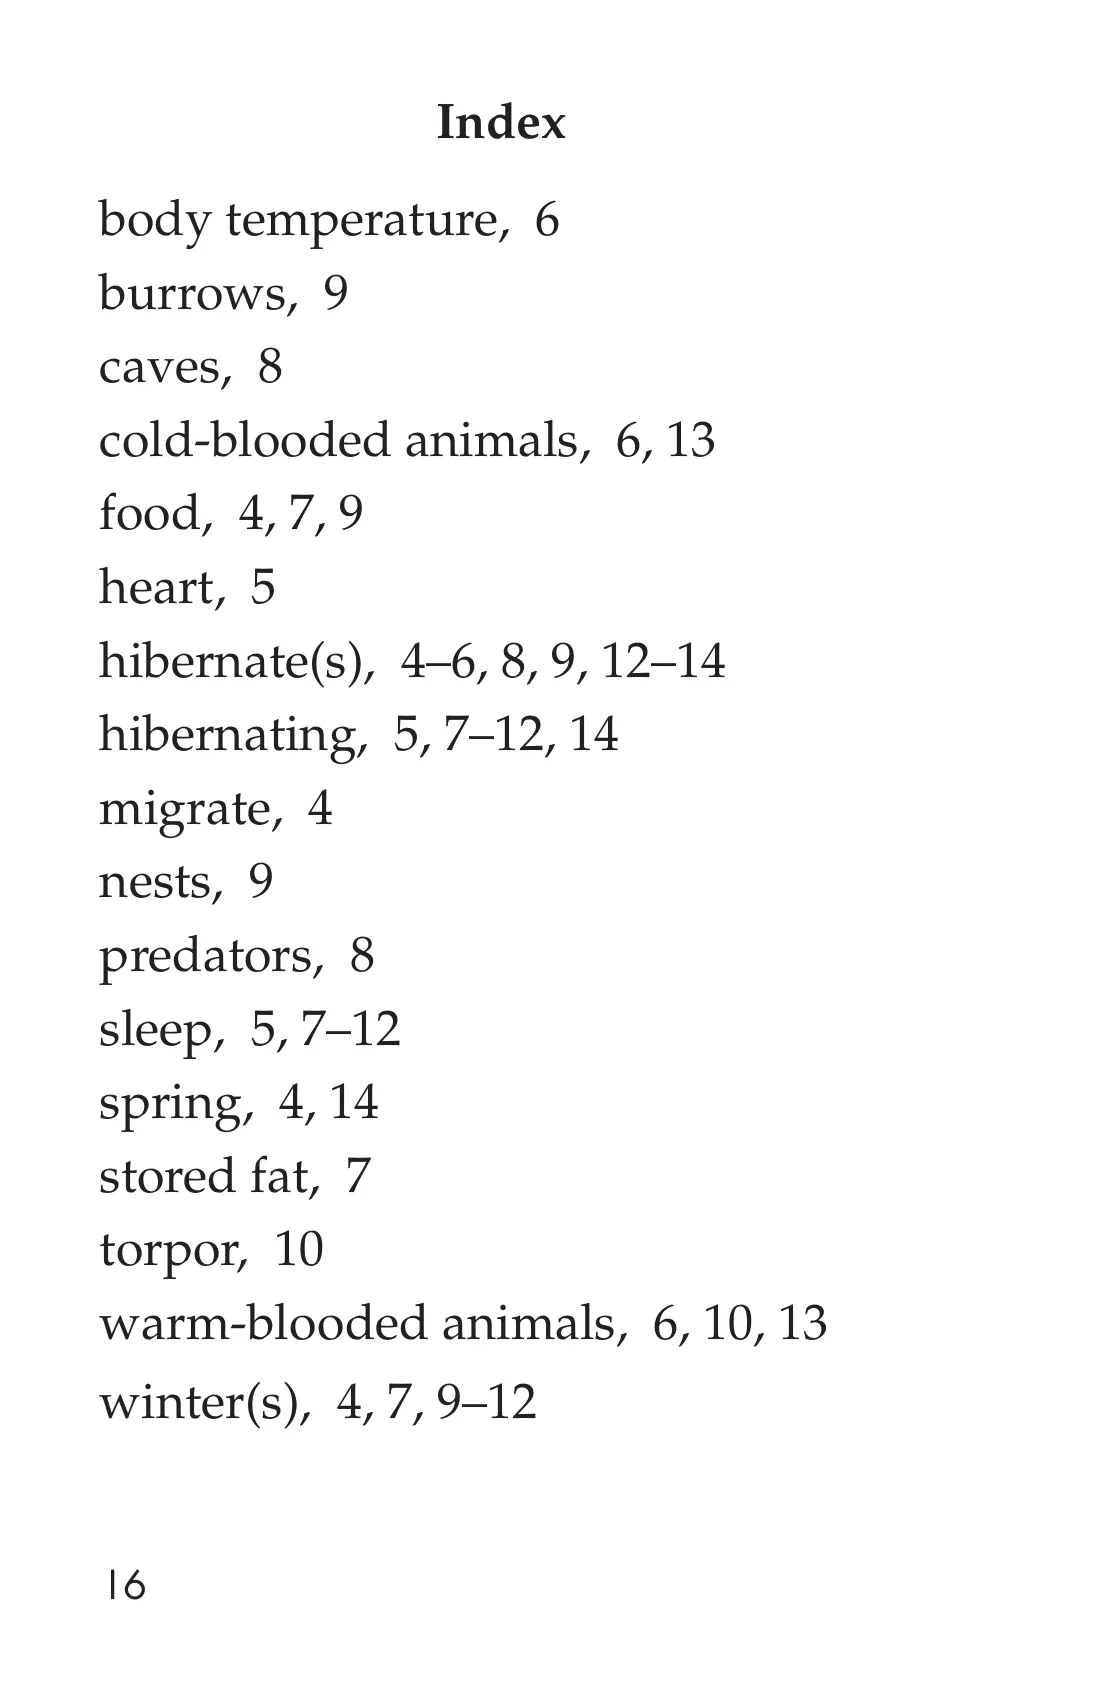 Index
body temperature, 6
burrows, 9
caves, 8
cold-blooded animals, 6, 13
food, 4, 7, 9
heart, 5
hibernate(s), 4–6, 8, 9, 12–14
hibernating, 5, 7–12, 14
migrate, 4
nests, 9
predators, 8
sleep, 5, 7–12
spring, 4, 14
stored fat, 7
torpor, 10
warm-blooded animals, 6, 10, 13
winter(s), 4, 7, 9–12
16